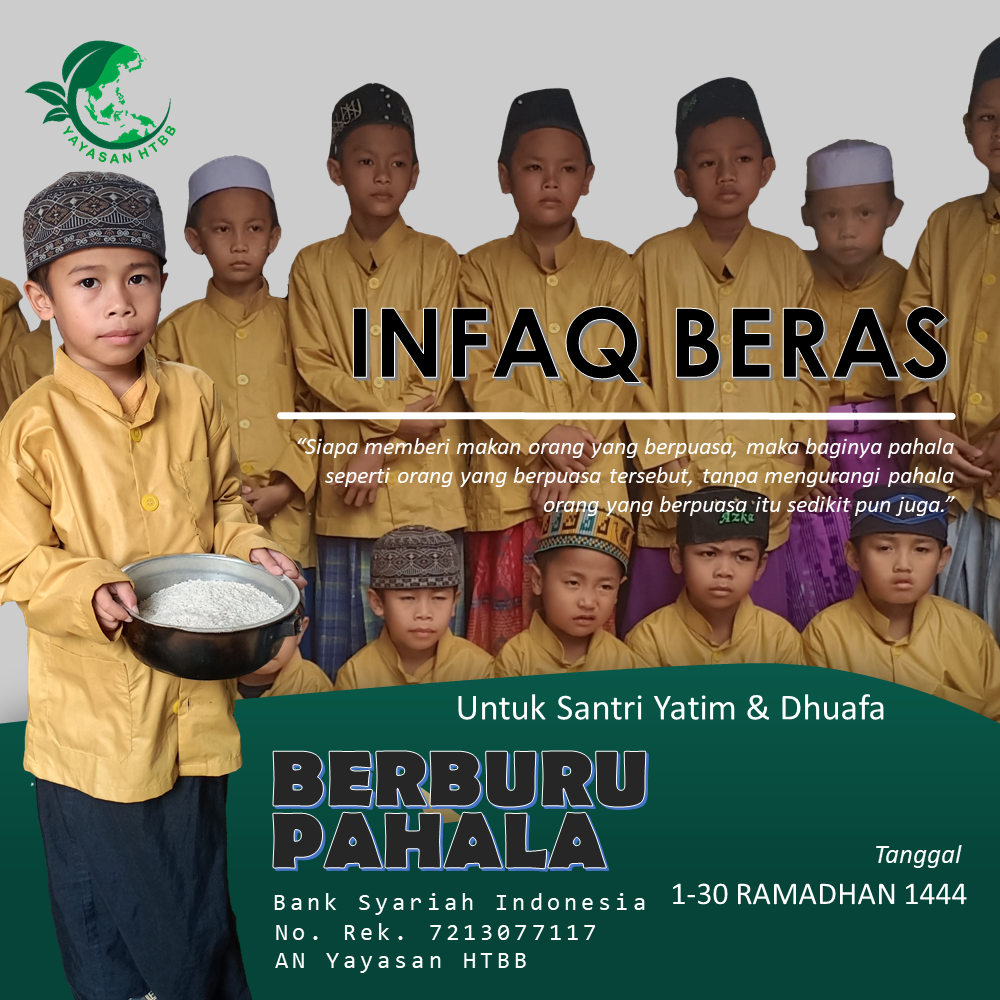 YAYASAN HTBB
INFAQ BERAS
“Siapa memberi makan orang yang berpuasa, maka baginya pahala
seperti orang yang berpuasa tersebut, tanpa mengurangi pahala
orang yang berpuasa itu sedikit pun juga.”
Azka
Untuk Santri Yatim & Dhuafa
BERBURU
PAHALA
Tanggal
1-30 RAMADHAN 1444
Bank Syariah Indonesia
No. Rek. 7213077117
AN Yayasan HTBB